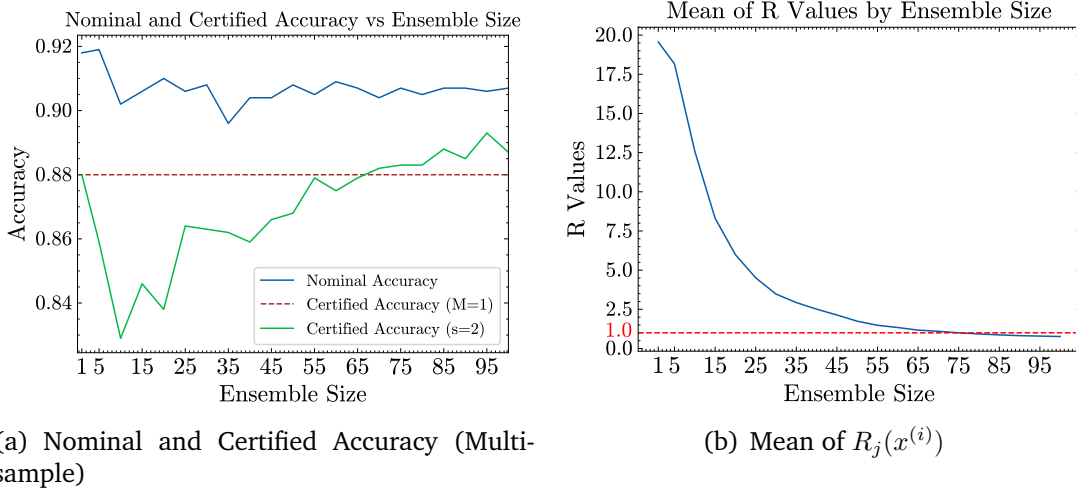 Nominal and Certified Accuracy vs Ensemble Size
0.92
0.90
0.88
0.86
0.84
Accuracy
Nominal Accuracy
Certified Accuracy (M=1)
Certified Accuracy (s=2)
1 5 15 25 35 45 55 65 75 85 95
Ensemble Size
(a) Nominal and Certified Accuracy (Multi-
sample)
Mean of R Values by Ensemble Size
20.0
17.5
15.0
12.5
10.0
7.5
5.0
2.5
1.0
0.0
R Values
1 5 15 25 35 45 55 65 75 85 95
Ensemble Size
(b) Mean of $R_j(x^{(i)})$